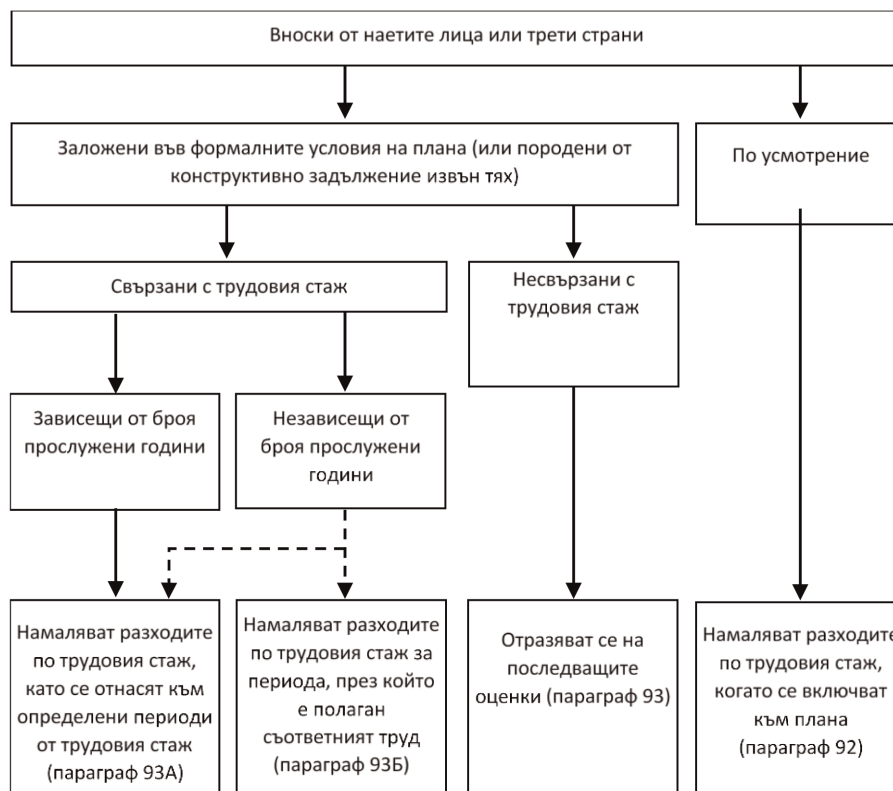 Вноски от наетите лица или трети страни
Заложени във формалните условия на плана (или породени от
конструктивно задължение извън тях)
По усмотрение
Свързани с трудовия стаж
Несвързани с
трудовия стаж
Зависещи от броя
прослужени години
Независещи от
броя прослужени
години
Намаляват разходите
по трудовия стаж,
като се отнасят към
определени периоди
от трудовия стаж
(параграф 93А)
Намаляват разходите
по трудовия стаж за
периода, през който
е полаган
съответният труд
(параграф 93Б)
Отразяват се на
последващите
оценки (параграф 93)
Намаляват разходите
по трудовия стаж,
когато се включват
към плана
(параграф 92)